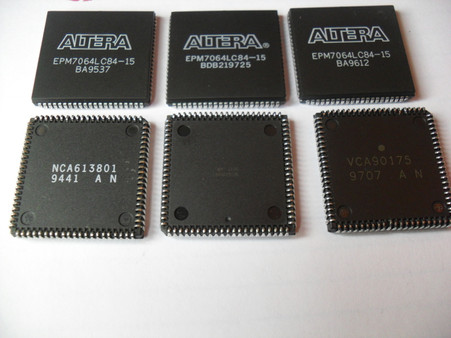 ALTERA
EPM7064LC84-15
BA9537
ALTERA®
EPM7064LC84-15
BDB219725
ALTERA
EPM7064LC84-15
BA9612
NCA613801
9441 A N
VCA90175
9707 A N